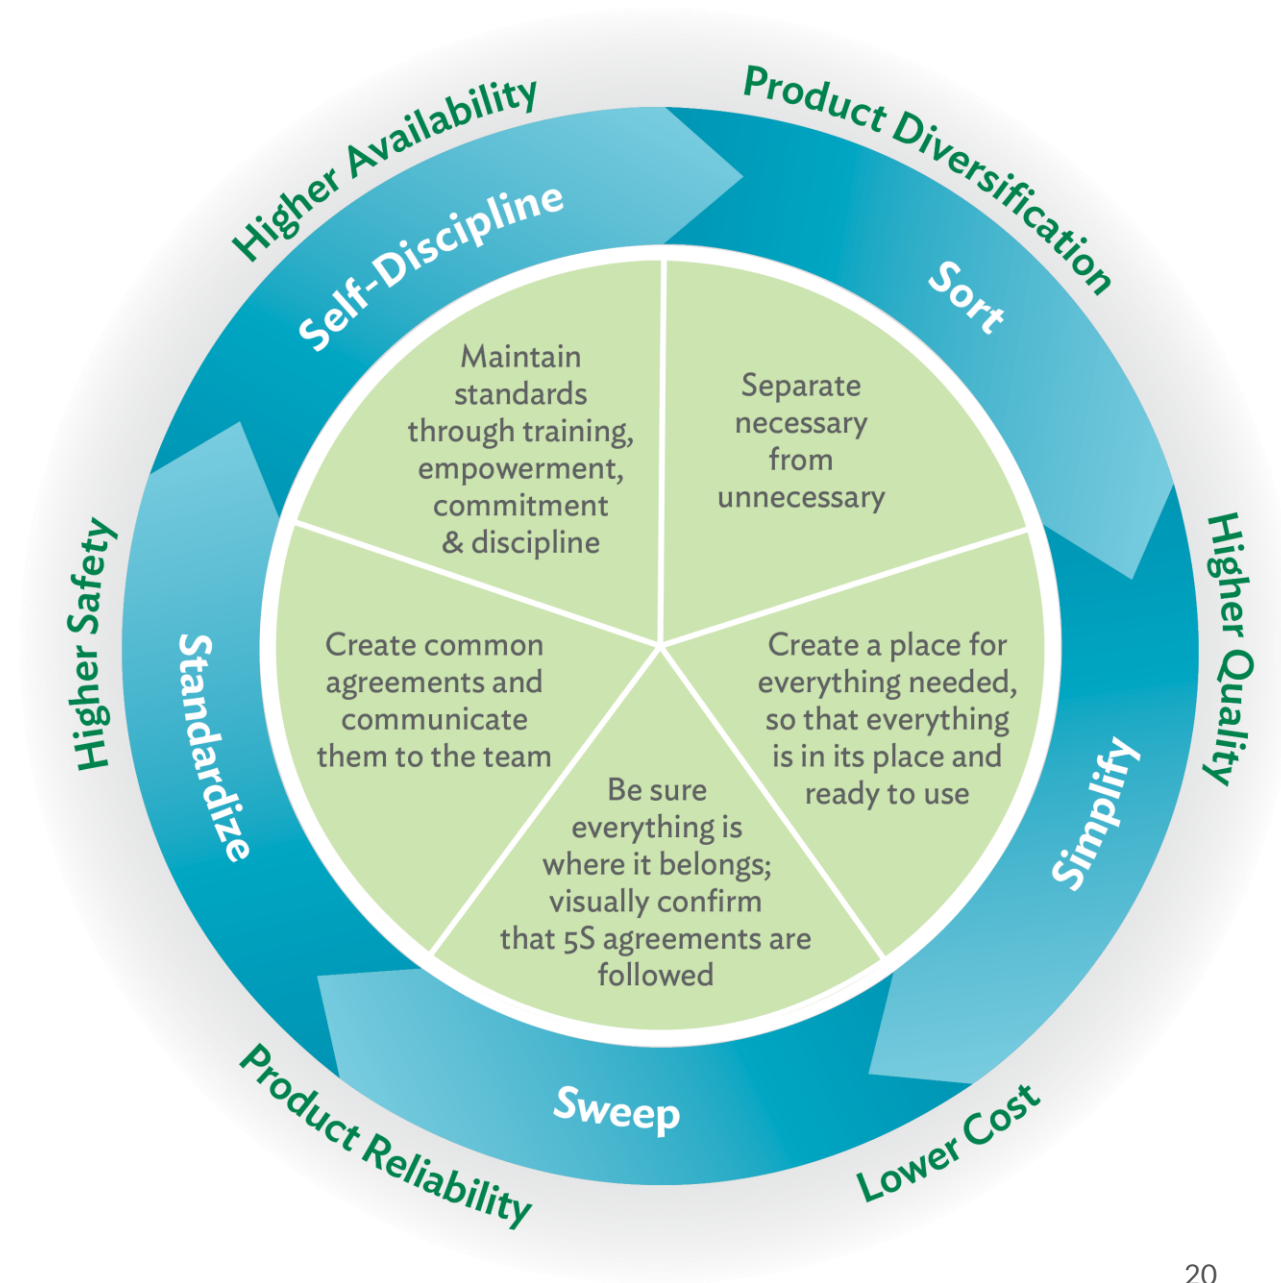 Higher Availability
Product Diversification
Self-Discipline
Sort
Maintain
standards
through training,
empowerment,
commitment
& discipline
Separate
necessary
from
unnecessary
Higher Safety
Higher Quality
Standardize
Simplify
Create common
agreements and
communicate
them to the team
Create a place for
everything needed,
so that everything
is in its place and
ready to use
Be sure
everything is
where it belongs;
visually confirm
that 5S agreements are
followed
Sweep
Product Reliability
Lower Cost
20